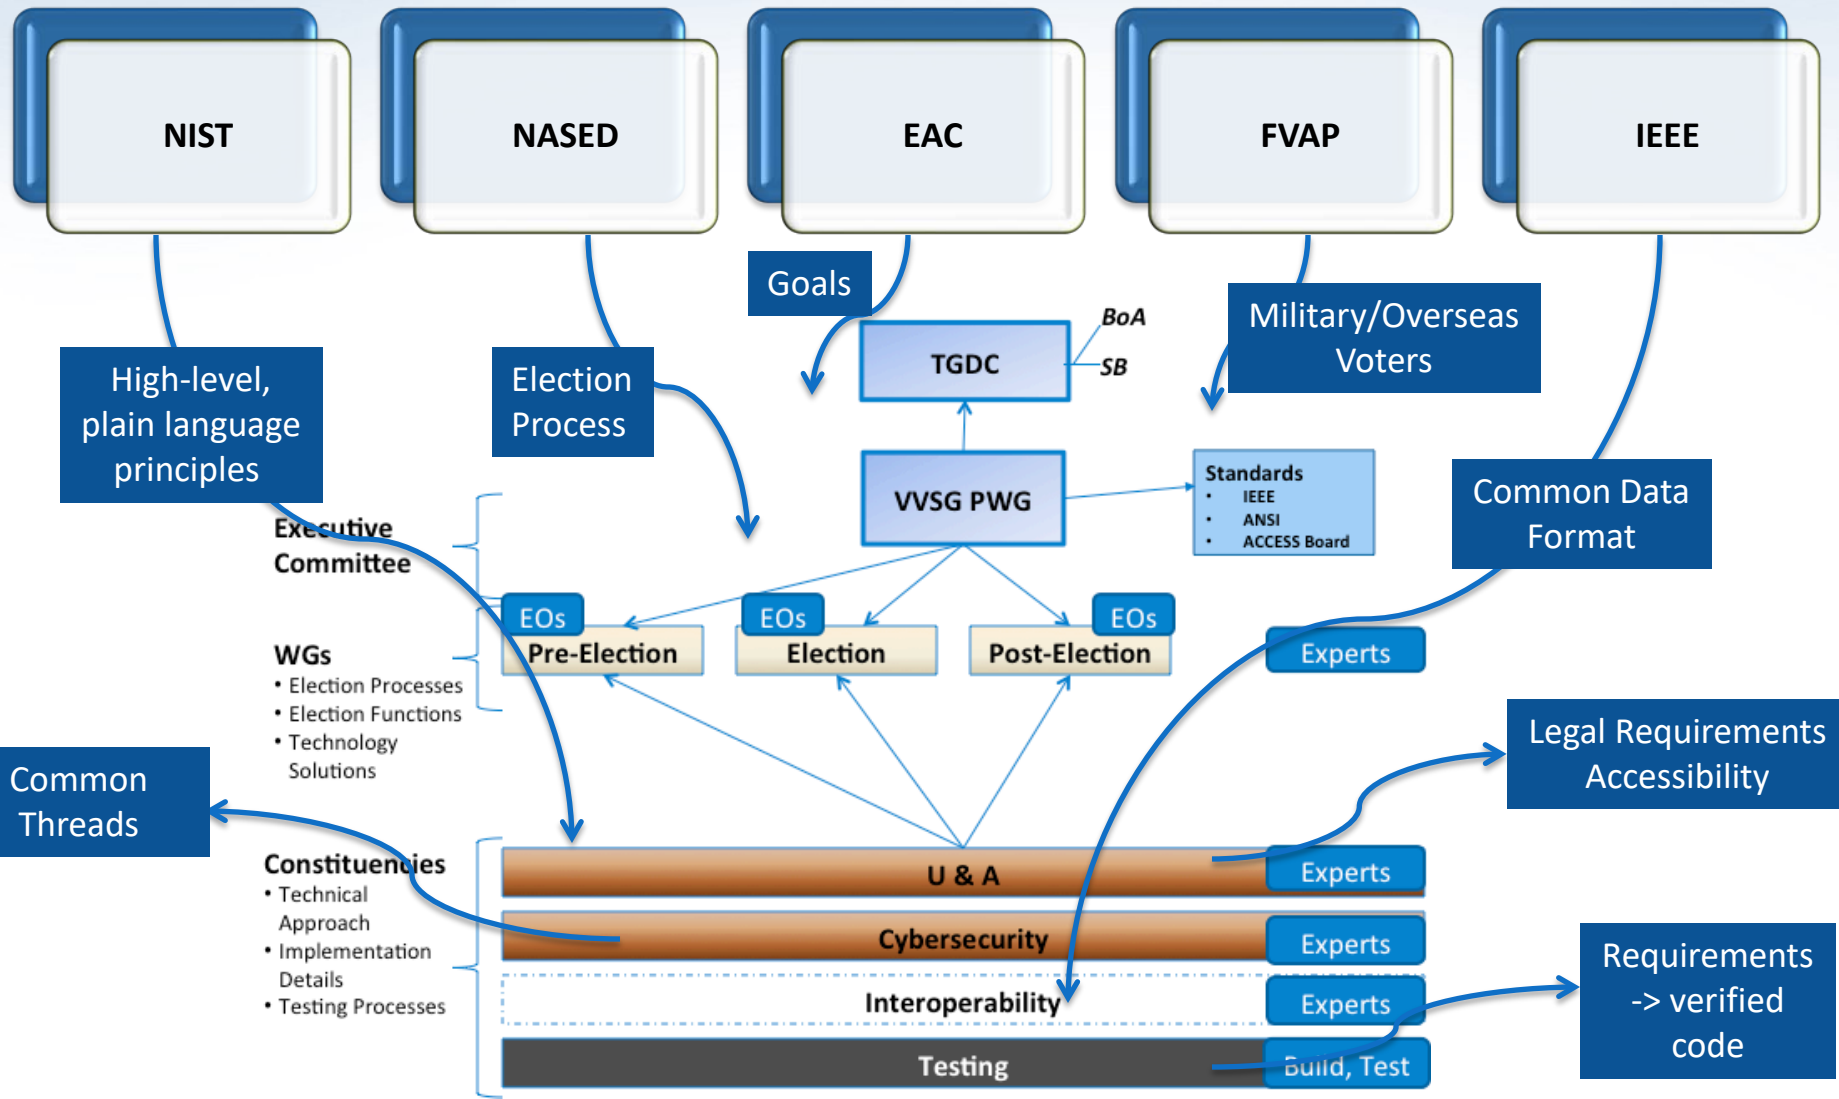 NIST
NASED
EAC
FVAP
IEEE
Goals
Military/Overseas
Voters
BoA
SB
TGDC
High-level,
plain language
principles
Election
Process
VVSG PWG
Standards
• IEEE
• ANSI
• ACCESS Board
Common Data
Format
Executive
Committee
EOs
EOs
EOs
Pre-Election
Election
Post-Election
Experts
WGs
• Election Processes
• Election Functions
• Technology
Solutions
Legal Requirements
Accessibility
Common
Threads
Constituencies
• Technical
Approach
• Implementation
Details
• Testing Processes
U & A
Experts
Cybersecurity
Experts
Interoperability
Experts
Testing
Build, Test
Requirements
-> verified
code